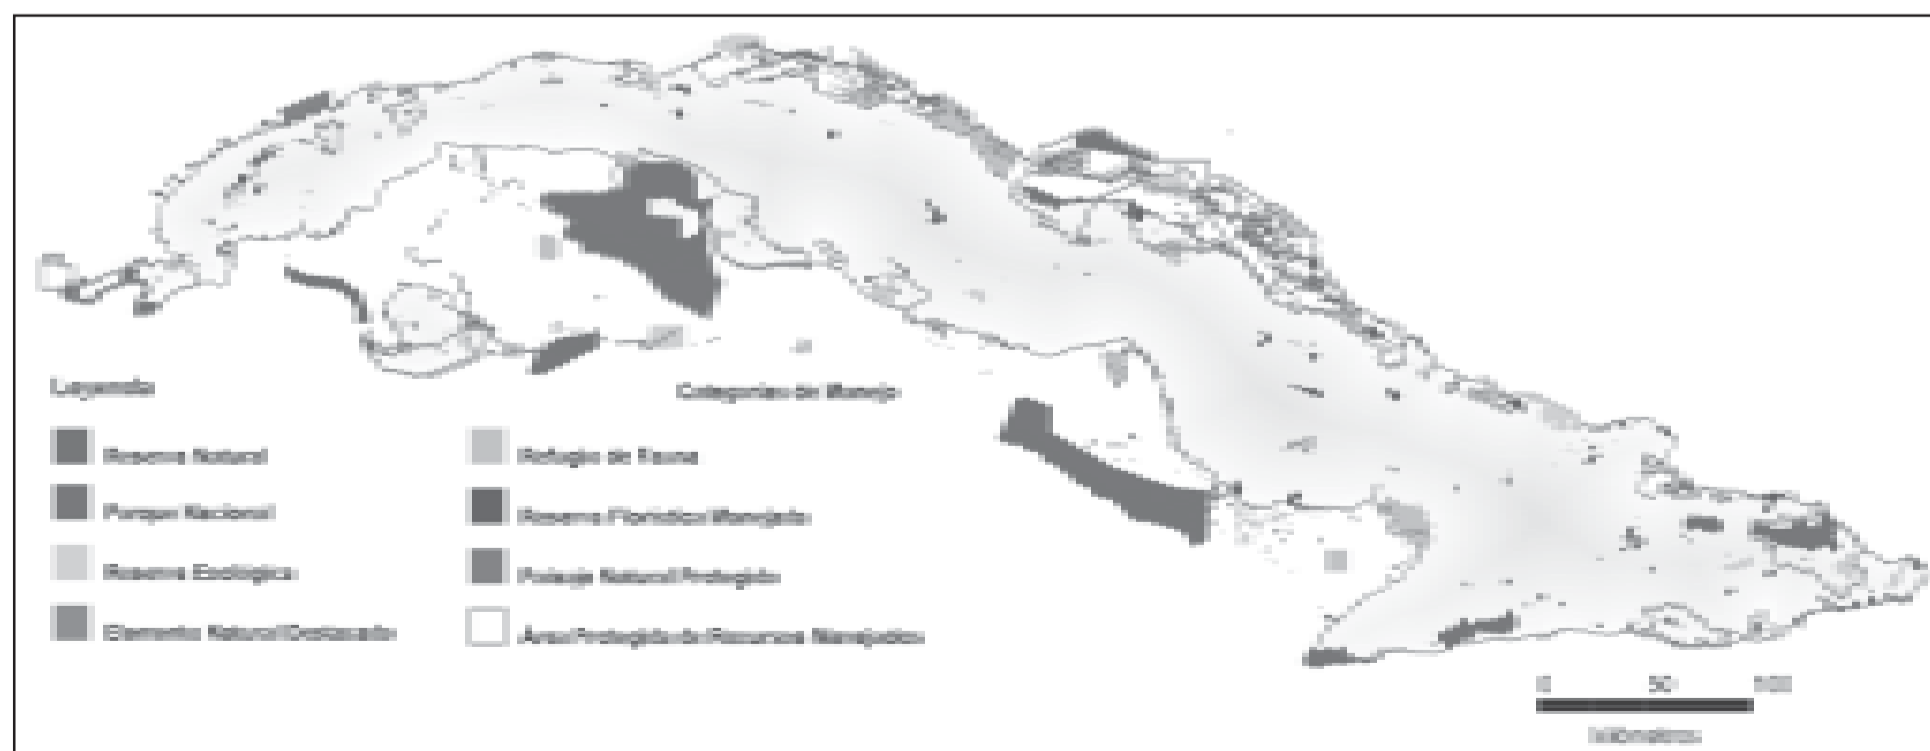 Leyenda
Categorías de Manejo
Reserva Natural
Parque Nacional
Reserva Ecológica
Elemento Natural Destacado
Refugio de Fauna
Reserva Florística Manejada
Paisaje Natural Protegido
Área Protegida de Recursos Manejados
0 50 100
kilómetros